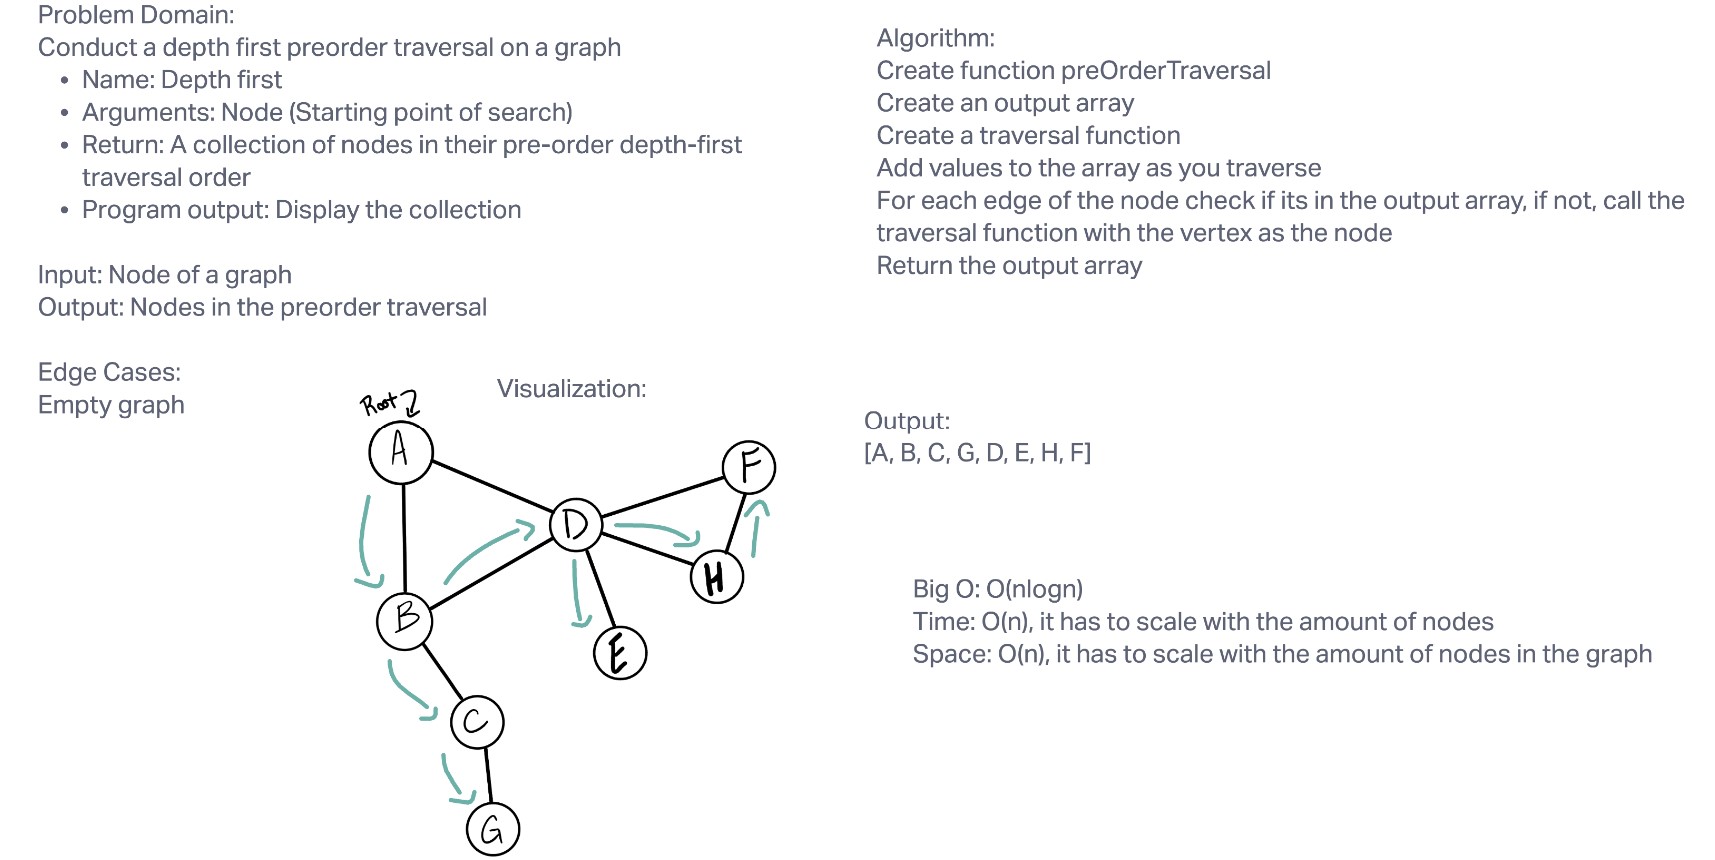 Problem Domain:
Conduct a depth first preorder traversal on a graph
• Name: Depth first
• Arguments: Node (Starting point of search)
• Return: A collection of nodes in their pre-order depth-first
traversal order
• Program output: Display the collection
Input: Node of a graph
Output: Nodes in the preorder traversal
Edge Cases:
Empty graph
Visualization:
Root
A
F
D
H
B
E
C
G
Algorithm:
Create function preOrderTraversal
Create an output array
Create a traversal function
Add values to the array as you traverse
For each edge of the node check if its in the output array, if not, call the
traversal function with the vertex as the node
Return the output array
Output:
[A, B, C, G, D, E, H, F]
Big O: O(nlogn)
Time: O(n), it has to scale with the amount of nodes
Space: O(n), it has to scale with the amount of nodes in the graph